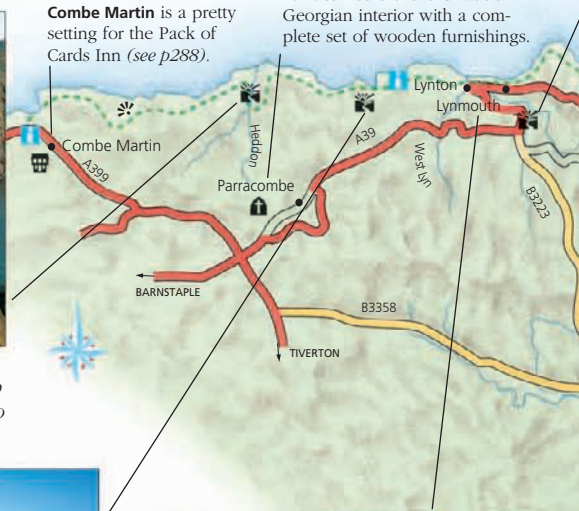 Combe Martin is a pretty
setting for the Pack of
Cards Inn (see p288).
Georgian interior with a com-
plete set of wooden furnishings.
Lynton
Lynmouth
Combe Martin
A399
Heddon
A39
West Lyn
Parracombe
B3223
BARNSTAPLE
B3358
TIVERTON